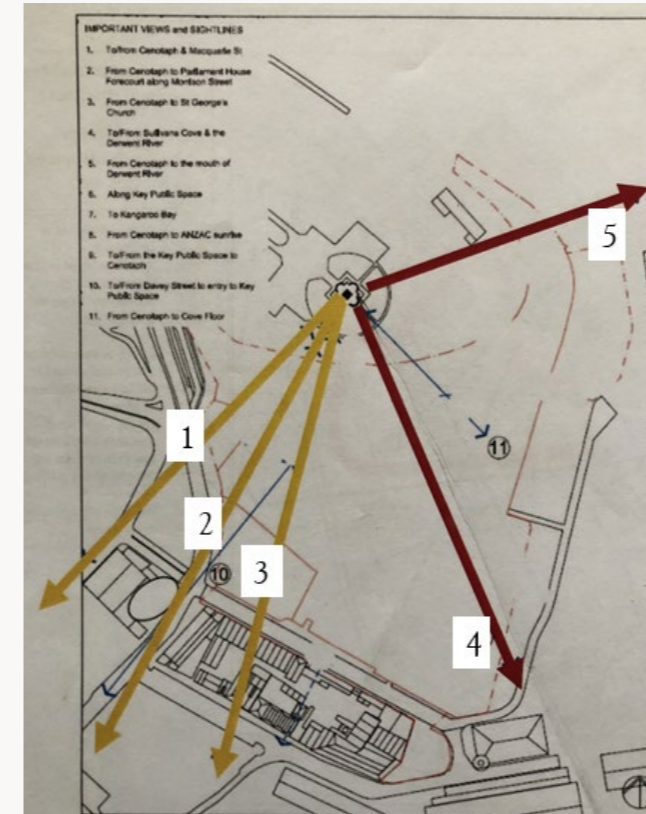 IMPORTANT VIEWS and SIGHTLINES
1. To/from Cenotaph & Macquarie St
2. From Cenotaph to Parliament House
Forecourt along Morrison Street
3. From Cenotaph to St George's
Church
4. To/From Sullivans Cove & the
Derwent River
5. From Cenotaph to the mouth of
Derwent River
6. Along Key Public Space
7. To Kangaroo Bay
8. From Cenotaph to ANZAC sunrise
9. To/From the Key Public Space to
Cenotaph
10. To/From Davey Street to entry to Key
Public Space
11. From Cenotaph to Cove Floor
5
1
11
2
10
3
4